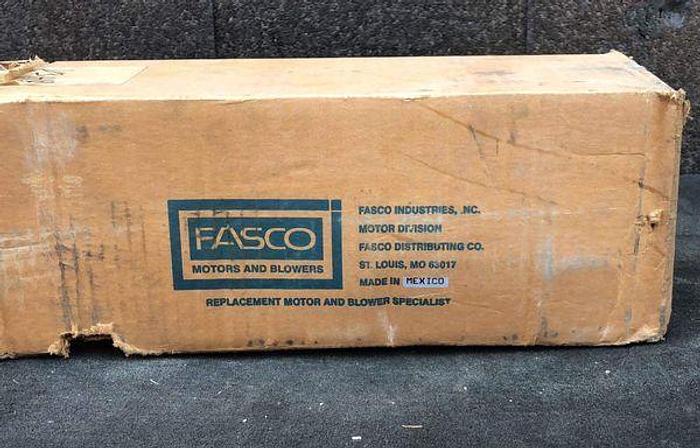 FASCO
MOTORS AND BLOWERS
FASCO INDUSTRIES, .NC.
MOTOR DIVISION
FASCO DISTRIBUTING CO.
ST. LOUIS, MO 63017
MADE IN MEXICO
REPLACEMENT MOTOR AND BLOWER SPECIALIST